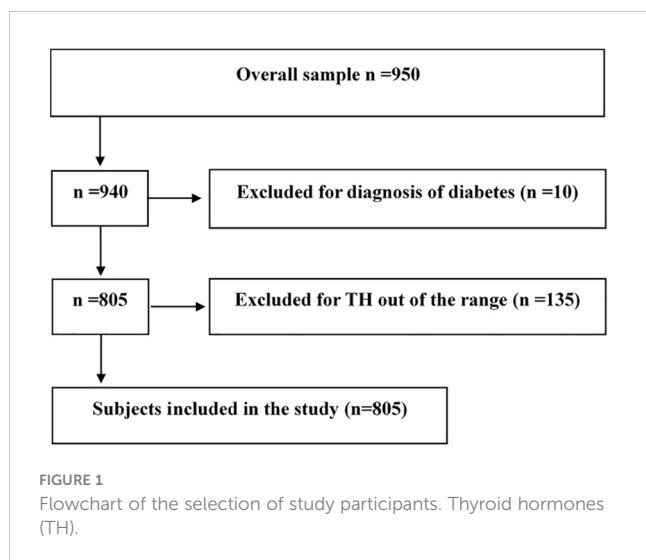 Overall sample n =950
n =940
Excluded for diagnosis of diabetes (n =10)
n =805
Excluded for TH out of the range (n =135)
Subjects included in the study (n=805)
FIGURE 1
Flowchart of the selection of study participants. Thyroid hormones
(TH).